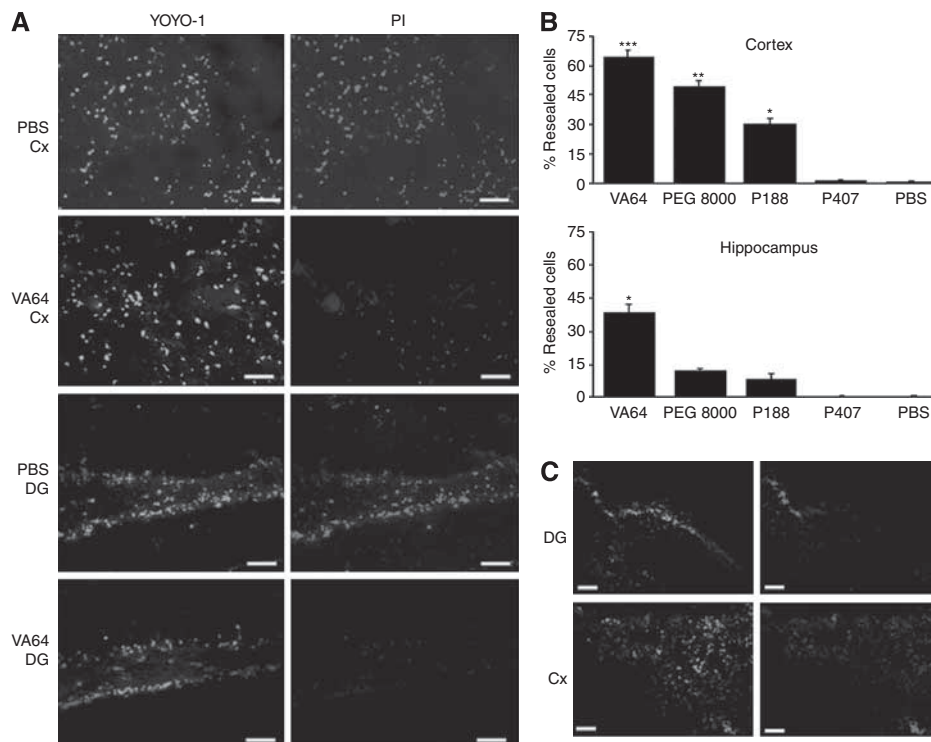 A
YOYO-1 PI
PBS
Cx
VA64
Cx
PBS
DG
VA64
DG
B
Cortex
% Resealed cells
75
60
45
30
15
0
*** ** *
VA64 PEG 8000 P188 P407 PBS
Hippocampus
% Resealed cells
75
60
45
30
15
0
*
VA64 PEG 8000 P188 P407 PBS
C
DG
Cx